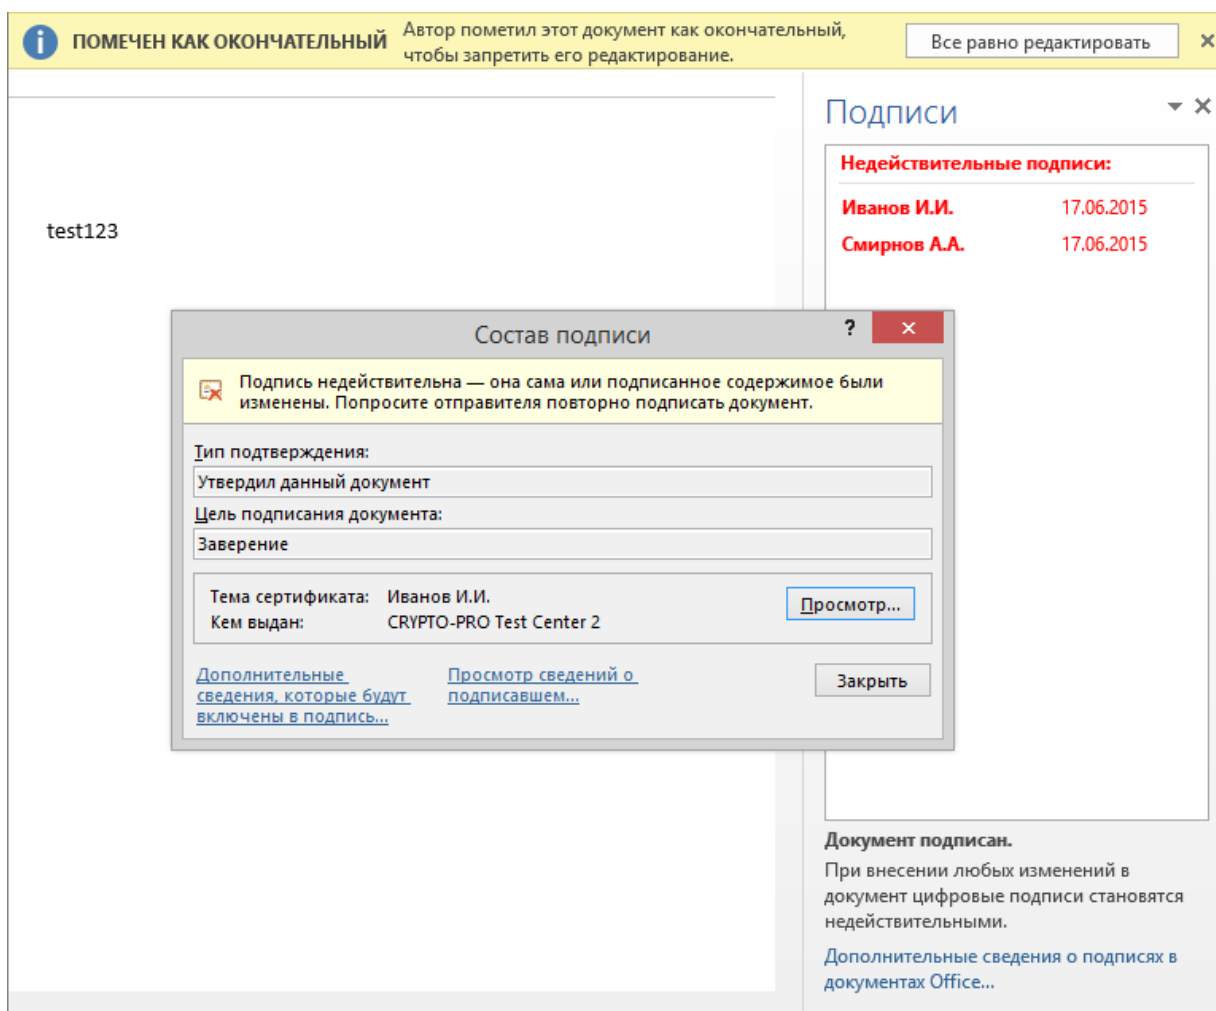 ПОМЕЧЕН КАК ОКОНЧАТЕЛЬНЫЙ
Автор пометил этот документ как окончательный,
чтобы запретить его редактирование.
Все равно редактировать
test123
Подписи
Недействительные подписи:
Иванов И.И. 17.06.2015
Смирнов А.А. 17.06.2015
Состав подписи
?
Подпись недействительна — она сама или подписанное содержимое были
изменены. Попросите отправителя повторно подписать документ.
Тип подтверждения:
Утвердил данный документ
Цель подписания документа:
Заверение
Тема сертификата: Иванов И.И.
Кем выдан: CRYPTO-PRO Test Center 2
Просмотр...
Дополнительные
сведения, которые будут
включены в подпись...
Просмотр сведений о
подписавшем...
Закрыть
Документ подписан.
При внесении любых изменений в
документ цифровые подписи становятся
недействительными.
Дополнительные сведения о подписях в
документах Office...